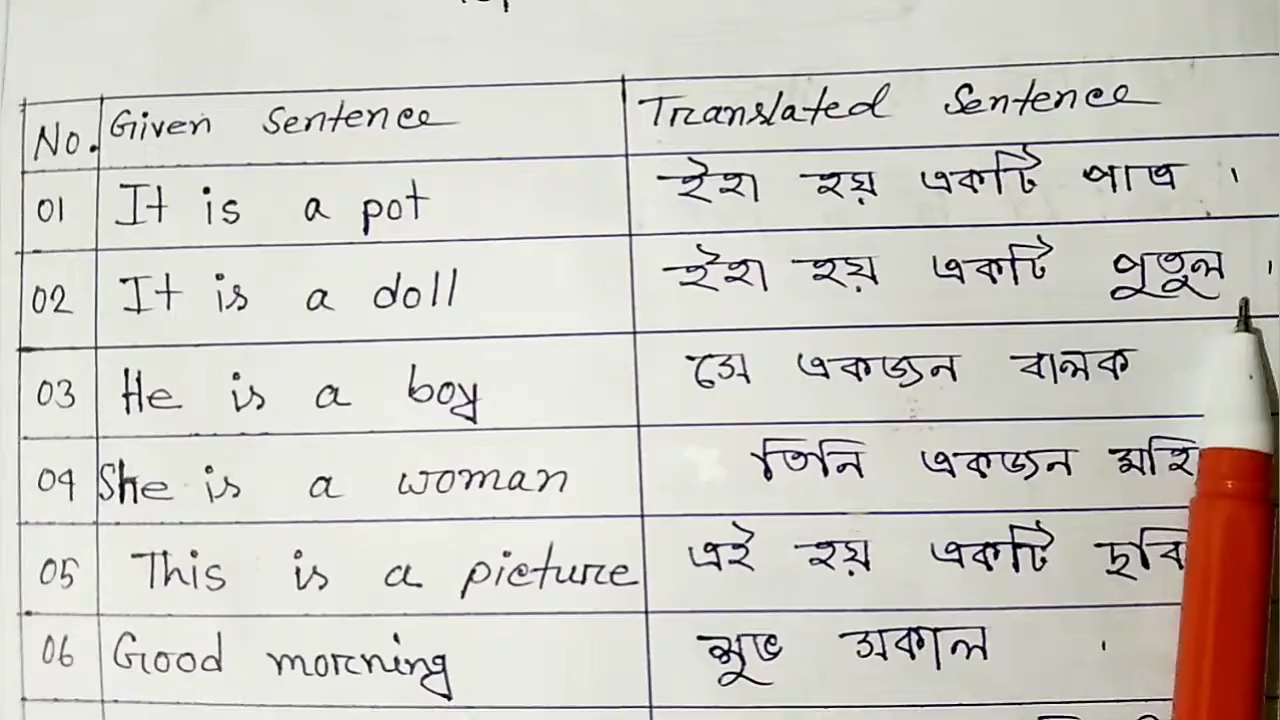 No. Given Sentence Translated Sentence
01 It is a pot ইহা হয় একটি পাত্র ।
02 It is a doll ইহা হয় একটি পুতুল ।
03 He is a boy সে একজন বালক
04 She is a woman তিনি একজন মহি
05 This is a picture এই হয় একটি ছবি
06 Good morning শুভ সকাল ।